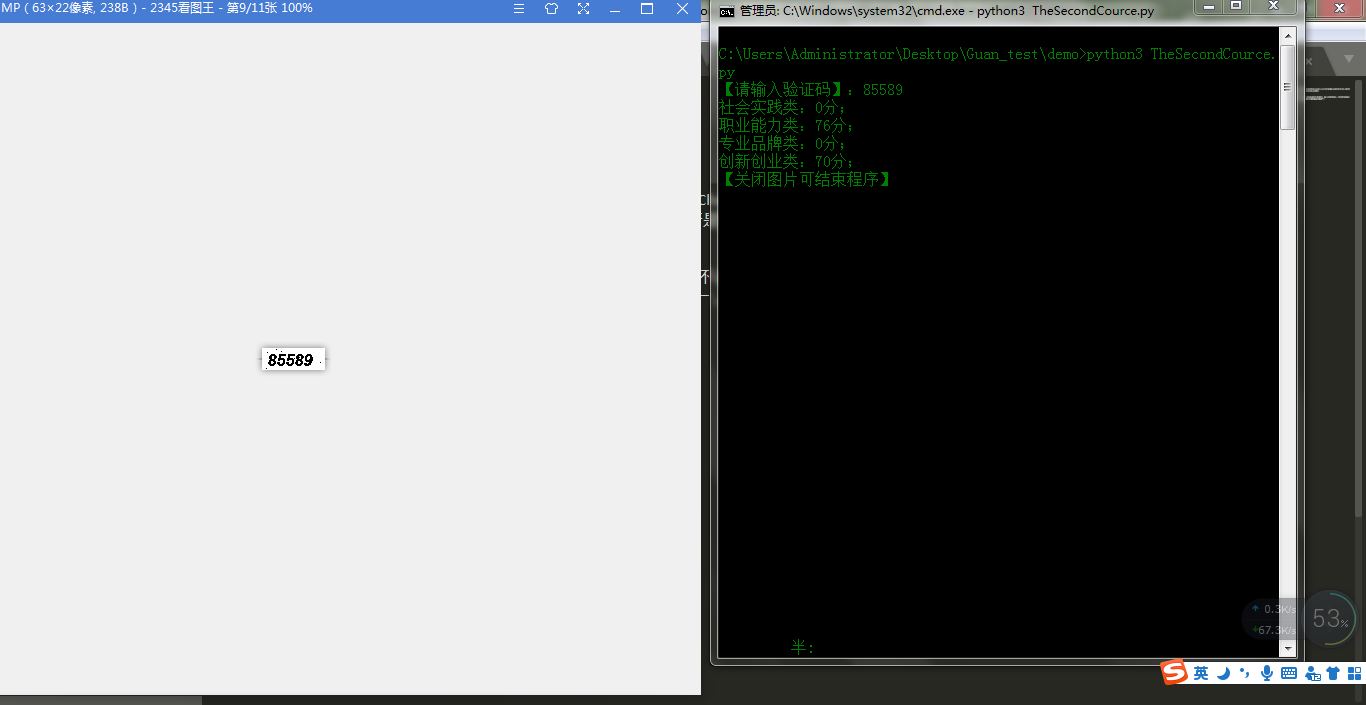 MP ( 63×22像素, 238B ) - 2345看图王 - 第9/11张 100%
85589
管理员: C:\Windows\system32\cmd.exe - python3  TheSecondCource.py
C:\Users\Administrator\Desktop\Guan_test\demo>python3 TheSecondCource.
py
【请输入验证码】：85589
社会实践类：0分；
职业能力类：76分；
专业品牌类：0分；
创新创业类：70分；
【关闭图片可结束程序】
半:
0.3K/s
67.3K/s
53%
英